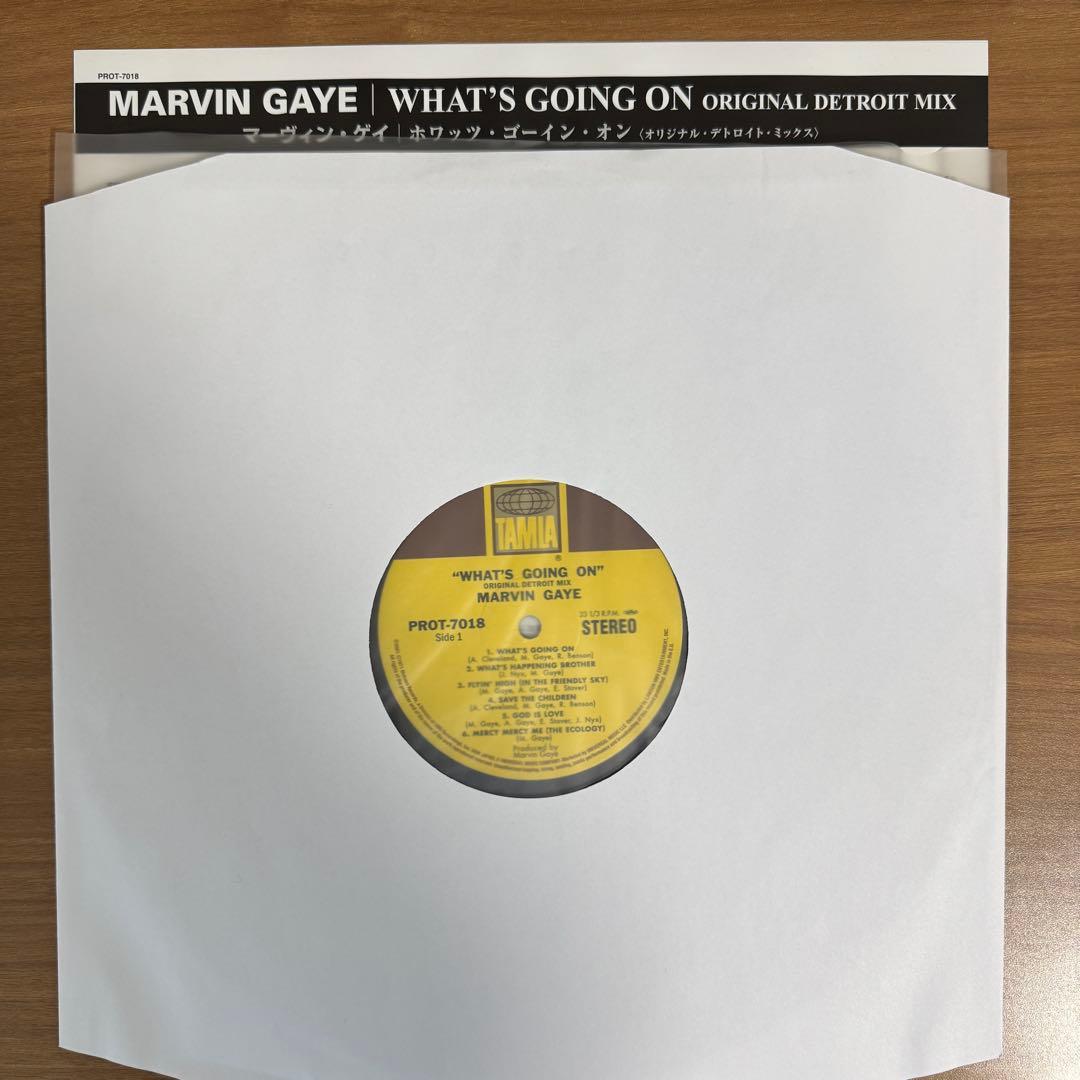 PROT-7018
MARVIN GAYE | WHAT'S GOING ON ORIGINAL DETROIT MIX
マーヴィン・ゲイ | ホワッツ・ゴーイン・オン〈オリジナル・デトロイト・ミックス〉
TAMLA
®
"WHAT'S GOING ON"
ORIGINAL DETROIT MIX
MARVIN GAYE
PROT-7018
Side 1
33 1/3 R.P.M.
STEREO
1. WHAT'S GOING ON
(A. Cleveland, M. Gaye, R. Benson)
2. WHAT'S HAPPENING BROTHER
(J. Nyx, M. Gaye)
3. FLYIN' HIGH (IN THE FRIENDLY SKY)
(M. Gaye, A. Gaye, E. Stover)
4. SAVE THE CHILDREN
(A. Cleveland, M. Gaye, R. Benson)
5. GOD IS LOVE
(M. Gaye, A. Gaye, E. Stover, J. Nyx)
6. MERCY MERCY ME (THE ECOLOGY)
(M. Gaye)
Produced by
Marvin Gaye